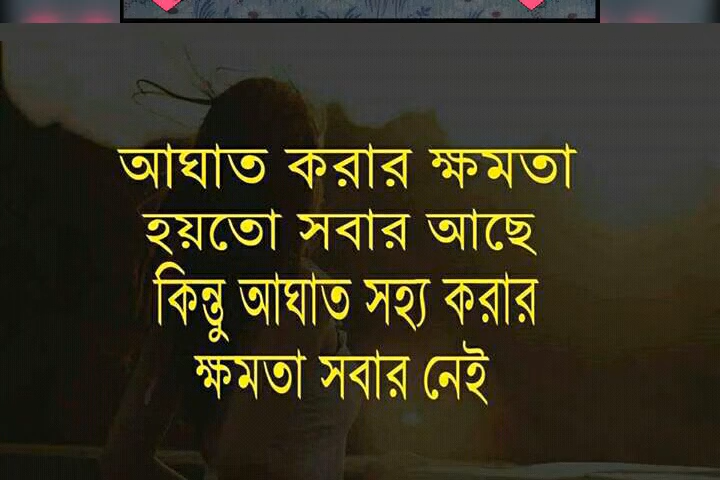 আঘাত করার ক্ষমতা
হয়তো সবার আছে
কিন্তু আঘাত সহ্য করার
ক্ষমতা সবার নেই